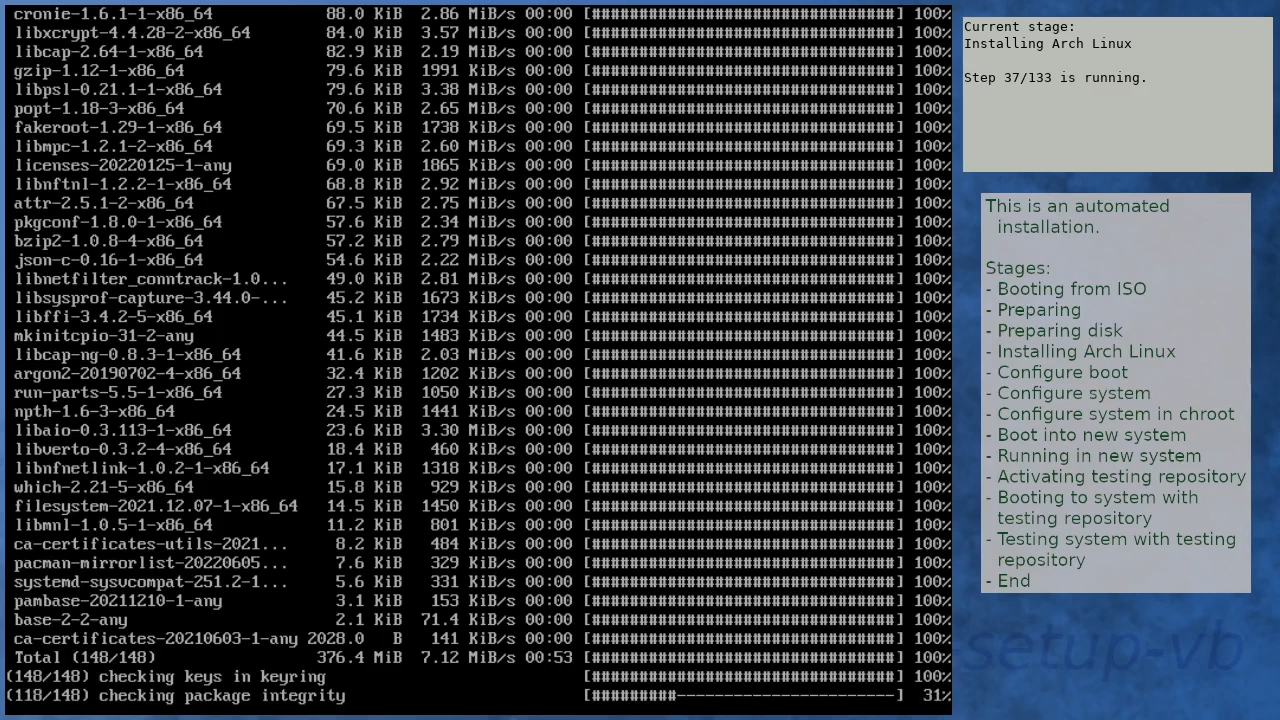 cronie-1.6.1-1-x86_64 88.0 KiB 2.86 MiB/s 00:00 [################################] 100%
libxcrypt-4.4.28-2-x86_64 84.0 KiB 3.57 MiB/s 00:00 [################################] 100%
libcap-2.64-1-x86_64 82.9 KiB 2.19 MiB/s 00:00 [################################] 100%
gzip-1.12-1-x86_64 79.6 KiB 1991 KiB/s 00:00 [################################] 100%
libpsl-0.21.1-1-x86_64 79.6 KiB 3.38 MiB/s 00:00 [################################] 100%
popt-1.18-3-x86_64 70.6 KiB 2.65 MiB/s 00:00 [################################] 100%
fakeroot-1.29-1-x86_64 69.5 KiB 1738 KiB/s 00:00 [################################] 100%
libmpc-1.2.1-2-x86_64 69.3 KiB 2.60 MiB/s 00:00 [################################] 100%
licenses-20220125-1-any 69.0 KiB 1865 KiB/s 00:00 [################################] 100%
libnftnl-1.2.2-1-x86_64 68.8 KiB 2.92 MiB/s 00:00 [################################] 100%
attr-2.5.1-2-x86_64 67.5 KiB 2.75 MiB/s 00:00 [################################] 100%
pkgconf-1.8.0-1-x86_64 57.6 KiB 2.34 MiB/s 00:00 [################################] 100%
bzip2-1.0.8-4-x86_64 57.2 KiB 2.79 MiB/s 00:00 [################################] 100%
json-c-0.16-1-x86_64 54.6 KiB 2.22 MiB/s 00:00 [################################] 100%
libnetfilter_conntrack-1.0... 49.0 KiB 2.81 MiB/s 00:00 [################################] 100%
libsysprof-capture-3.44.0-... 45.2 KiB 1673 KiB/s 00:00 [################################] 100%
libffi-3.4.2-5-x86_64 45.1 KiB 1734 KiB/s 00:00 [################################] 100%
mkinitcpio-31-2-any 44.5 KiB 1483 KiB/s 00:00 [################################] 100%
libcap-ng-0.8.3-1-x86_64 41.6 KiB 2.03 MiB/s 00:00 [################################] 100%
argon2-20190702-4-x86_64 32.4 KiB 1202 KiB/s 00:00 [################################] 100%
run-parts-5.5-1-x86_64 27.3 KiB 1050 KiB/s 00:00 [################################] 100%
npth-1.6-3-x86_64 24.5 KiB 1441 KiB/s 00:00 [################################] 100%
libaio-0.3.113-1-x86_64 23.6 KiB 3.30 MiB/s 00:00 [################################] 100%
libverto-0.3.2-4-x86_64 18.4 KiB 460 KiB/s 00:00 [################################] 100%
libnfnetlink-1.0.2-1-x86_64 17.1 KiB 1318 KiB/s 00:00 [################################] 100%
which-2.21-5-x86_64 15.8 KiB 929 KiB/s 00:00 [################################] 100%
filesystem-2021.12.07-1-x86_64 14.5 KiB 1450 KiB/s 00:00 [################################] 100%
libmnl-1.0.5-1-x86_64 11.2 KiB 801 KiB/s 00:00 [################################] 100%
ca-certificates-utils-2021... 8.2 KiB 484 KiB/s 00:00 [################################] 100%
pacman-mirrorlist-20220605... 7.6 KiB 329 KiB/s 00:00 [################################] 100%
systemd-sysvcompat-251.2-1... 5.6 KiB 331 KiB/s 00:00 [################################] 100%
pambase-20211210-1-any 3.1 KiB 153 KiB/s 00:00 [################################] 100%
base-2-2-any 2.1 KiB 71.4 KiB/s 00:00 [################################] 100%
ca-certificates-20210603-1-any 2028.0 B 141 KiB/s 00:00 [################################] 100%
Total (148/148) 376.4 MiB 7.12 MiB/s 00:53 [################################] 100%
(148/148) checking keys in keyring [################################] 100%
(118/148) checking package integrity [#########-----------------------] 31%
Current stage:
Installing Arch Linux
Step 37/133 is running.
This is an automated
installation.
Stages:
- Booting from ISO
- Preparing
- Preparing disk
- Installing Arch Linux
- Configure boot
- Configure system
- Configure system in chroot
- Boot into new system
- Running in new system
- Activating testing repository
- Booting to system with
testing repository
- Testing system with testing
repository
- End
setup-vb